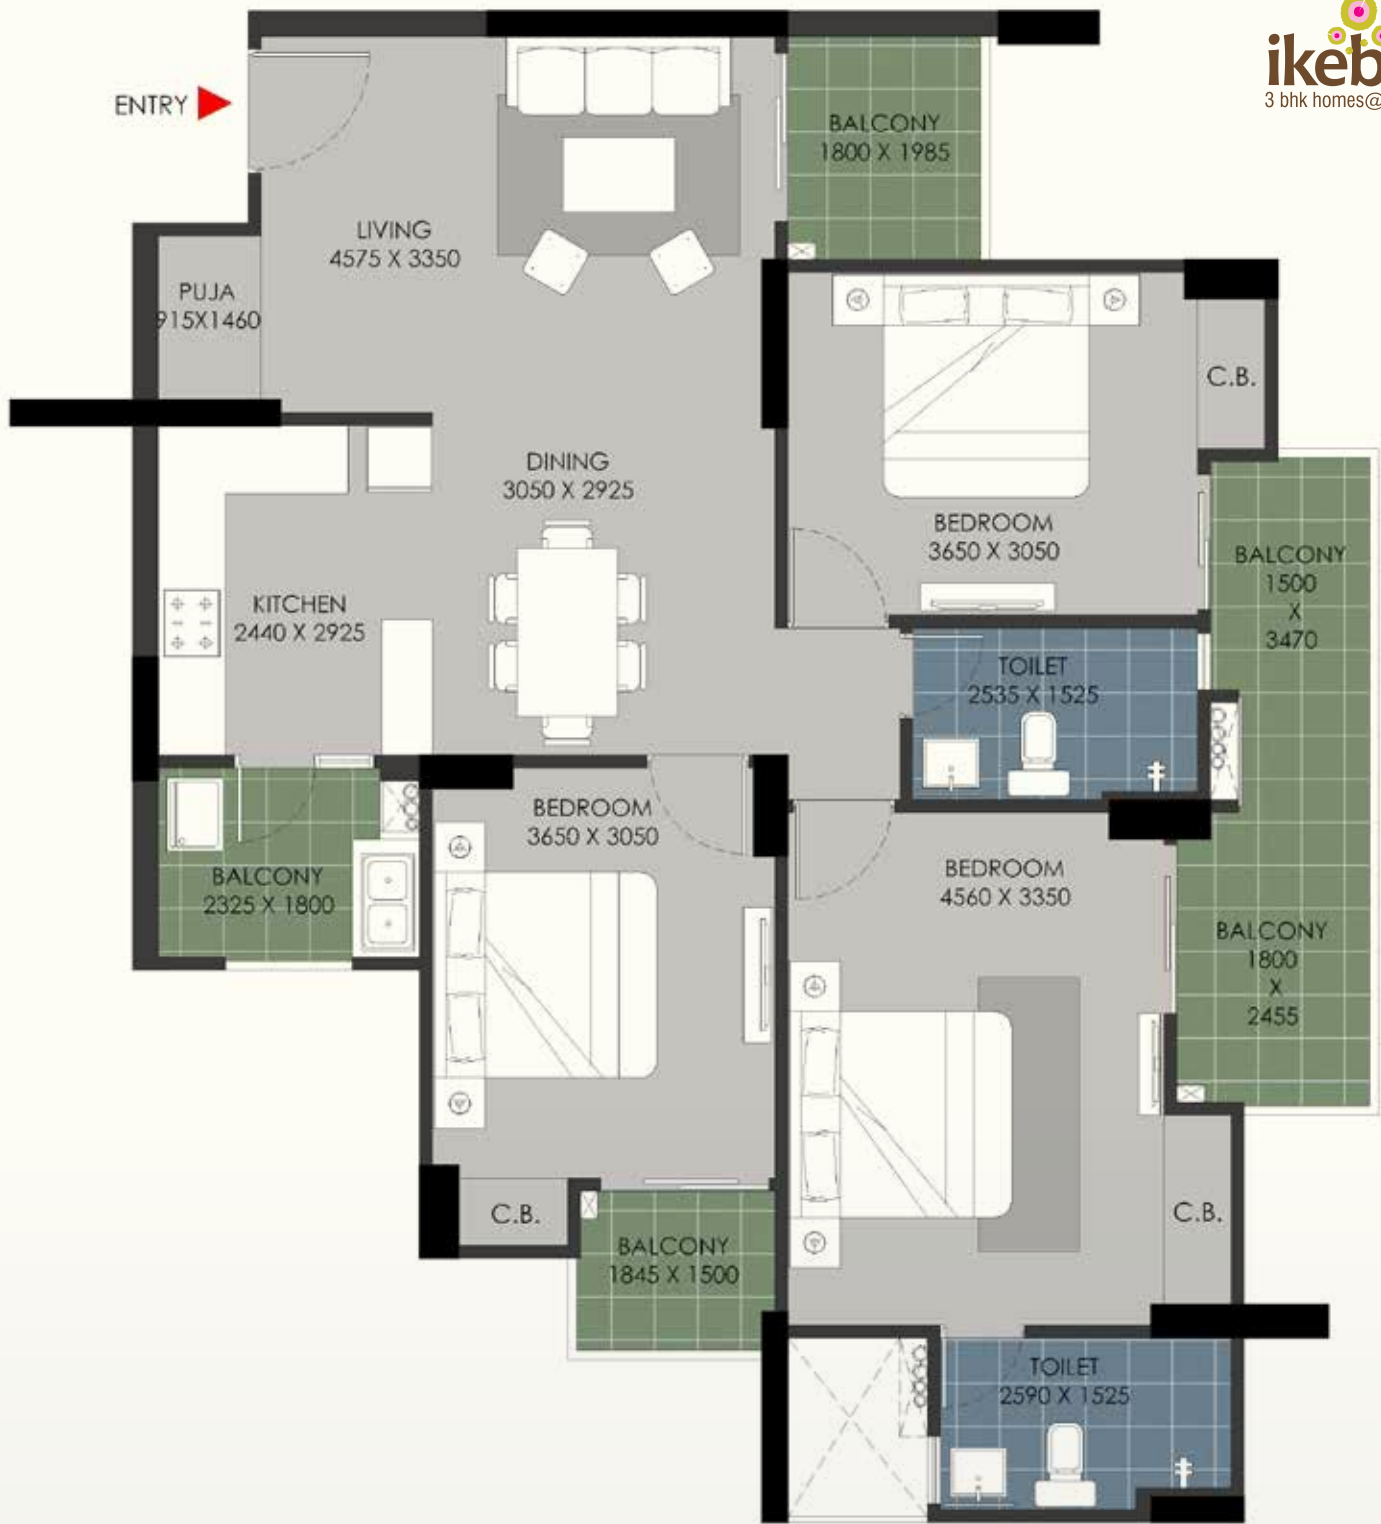 ikeb
3 bhk homes@
ENTRY
BALCONY
1800 X 1985
LIVING
4575 X 3350
PUJA
915X1460
C.B.
DINING
3050 X 2925
BEDROOM
3650 X 3050
BALCONY
1500
X
3470
KITCHEN
2440 X 2925
TOILET
2535 X 1525
BEDROOM
3650 X 3050
BALCONY
2325 X 1800
BEDROOM
4560 X 3350
BALCONY
1800
X
2455
C.B.
C.B.
BALCONY
1845 X 1500
TOILET
2590 X 1525